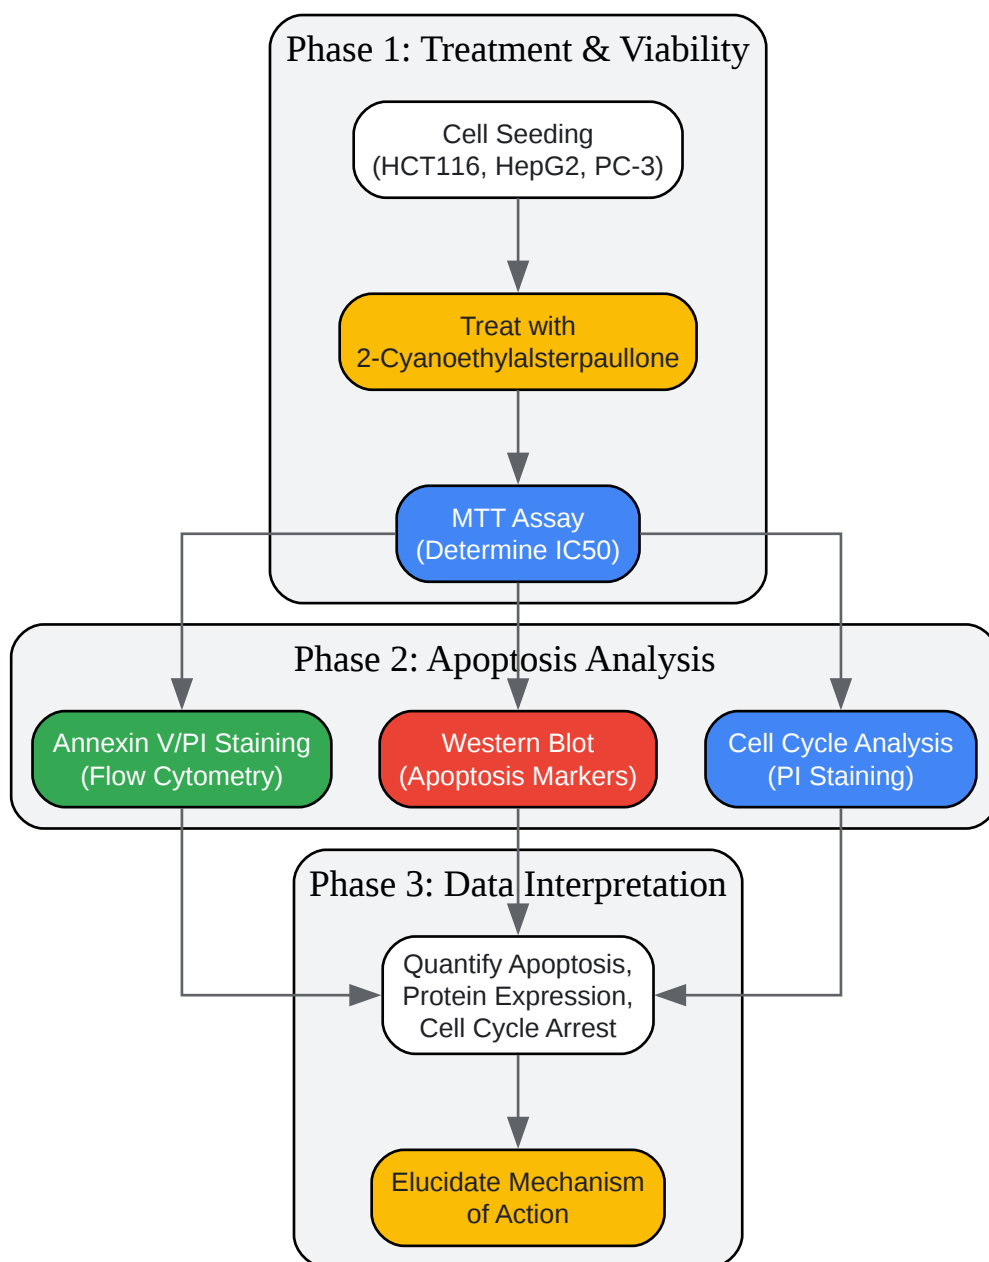 Phase 1: Treatment & Viability
Cell Seeding
(HCT116, HepG2, PC-3)
Treat with
2-Cyanoethylalsterpaullone
MTT Assay
(Determine IC50)
Phase 2: Apoptosis Analysis
Annexin V/PI Staining
(Flow Cytometry)
Western Blot
(Apoptosis Markers)
Cell Cycle Analysis
(PI Staining)
Phase 3: Data Interpretation
Quantify Apoptosis,
Protein Expression,
Cell Cycle Arrest
Elucidate Mechanism
of Action